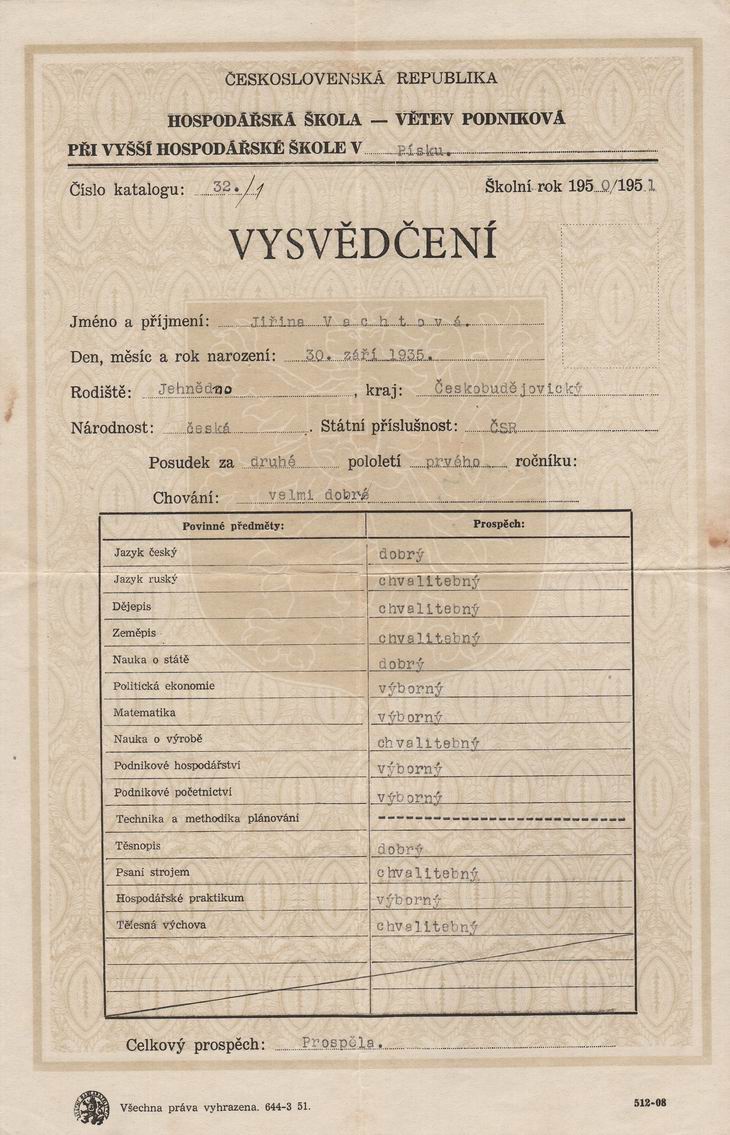 ČESKOSLOVENSKÁ REPUBLIKA
HOSPODÁŘSKÁ ŠKOLA — VĚTEV PODNIKOVÁ
PŘI VYŠŠÍ HOSPODÁŘSKÉ ŠKOLE V Písku.
Číslo katalogu: 32./1 Školní rok 1950/1951
VYSVĚDČENÍ
Jméno a příjmení: Jiřina Vachtová.
Den, měsíc a rok narození: 30. září 1935.
Rodiště: Jehnědno, kraj: Českobudějovický
Národnost: česká. Státní příslušnost: ČSR
Posudek za druhé pololetí prvého ročníku:
Chování: velmi dobré
Povinné předměty: Prospěch:
Jazyk český dobrý
Jazyk ruský chvalitebný
Dějepis chvalitebný
Zeměpis chvalitebný
Nauka o státě dobrý
Politická ekonomie výborný
Matematika výborný
Nauka o výrobě chvalitebný
Podnikové hospodářství výborný
Podnikové početnictví výborný
Technika a methodika plánování ------------------------------
Těsnopis dobrý
Psaní strojem chvalitebný
Hospodářské praktikum výborný
Tělesná výchova chvalitebný
Celkový prospěch: Prospěla.
Všechna práva vyhrazena. 644-3 51. 512-08